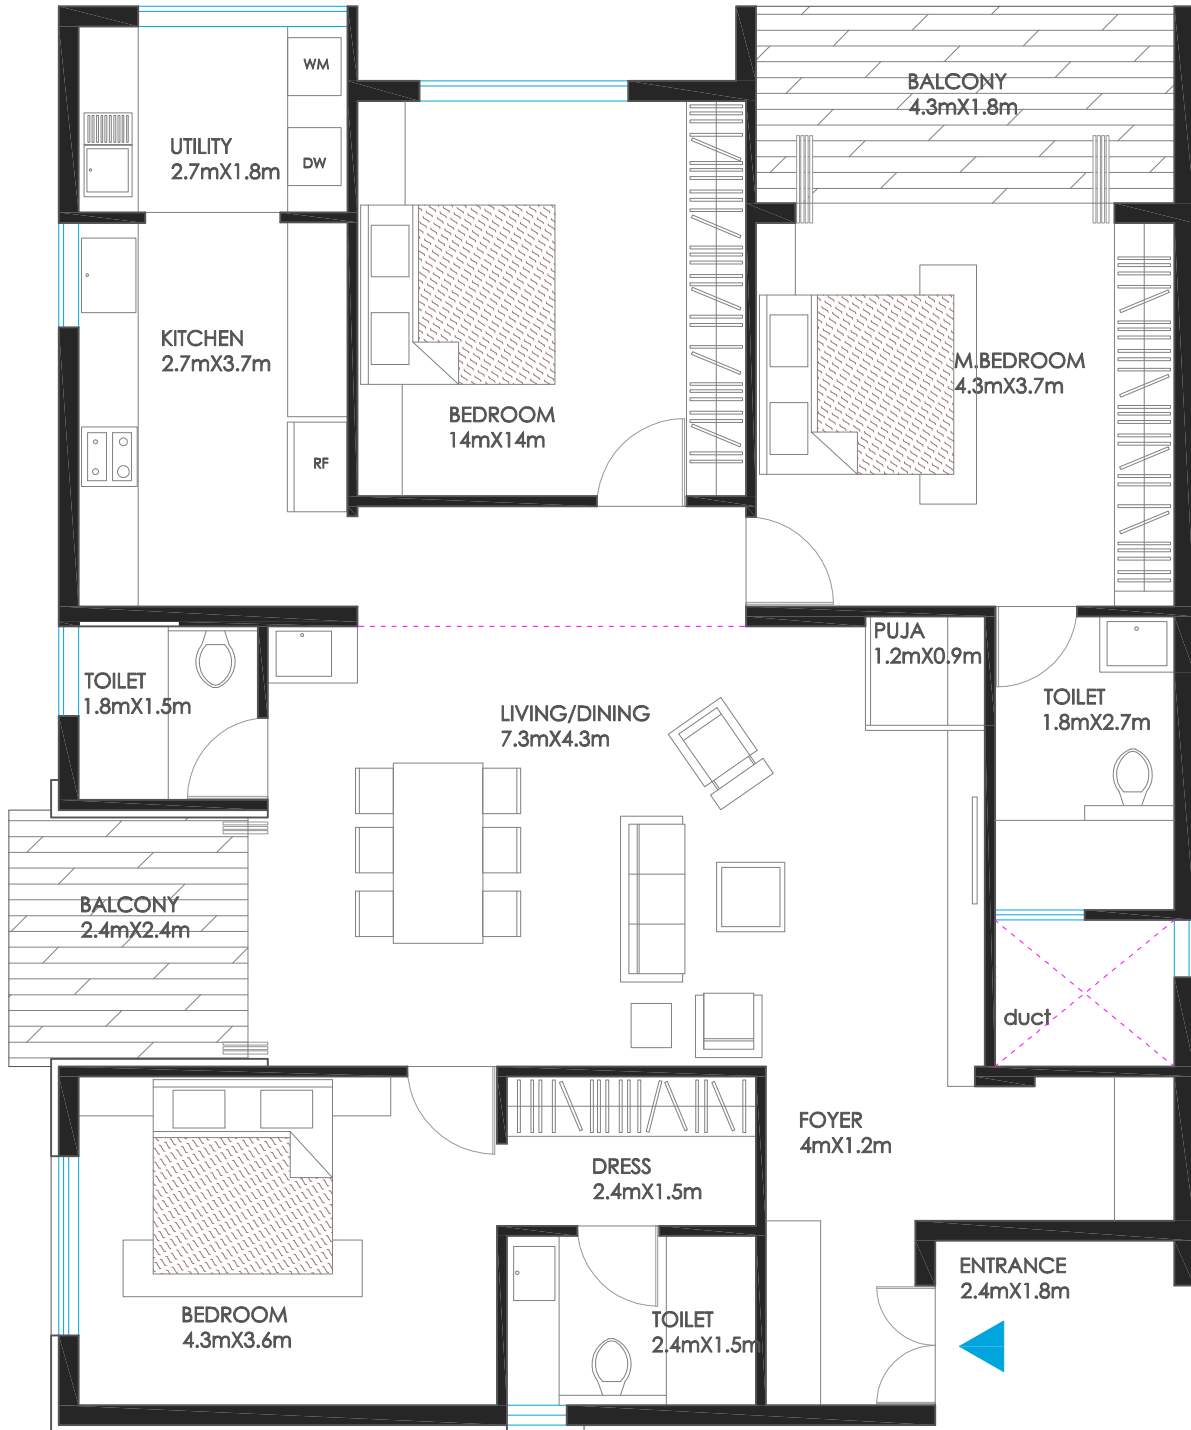 WM
BALCONY
4.3mX1.8m
UTILITY
2.7mX1.8m
DW
KITCHEN
2.7mX3.7m
M.BEDROOM
4.3mX3.7m
BEDROOM
14mX14m
RF
PUJA
1.2mX0.9m
TOILET
1.8mX1.5m
TOILET
1.8mX2.7m
LIVING/DINING
7.3mX4.3m
BALCONY
2.4mX2.4m
duct
FOYER
4mX1.2m
DRESS
2.4mX1.5m
ENTRANCE
2.4mX1.8m
BEDROOM
4.3mX3.6m
TOILET
2.4mX1.5m